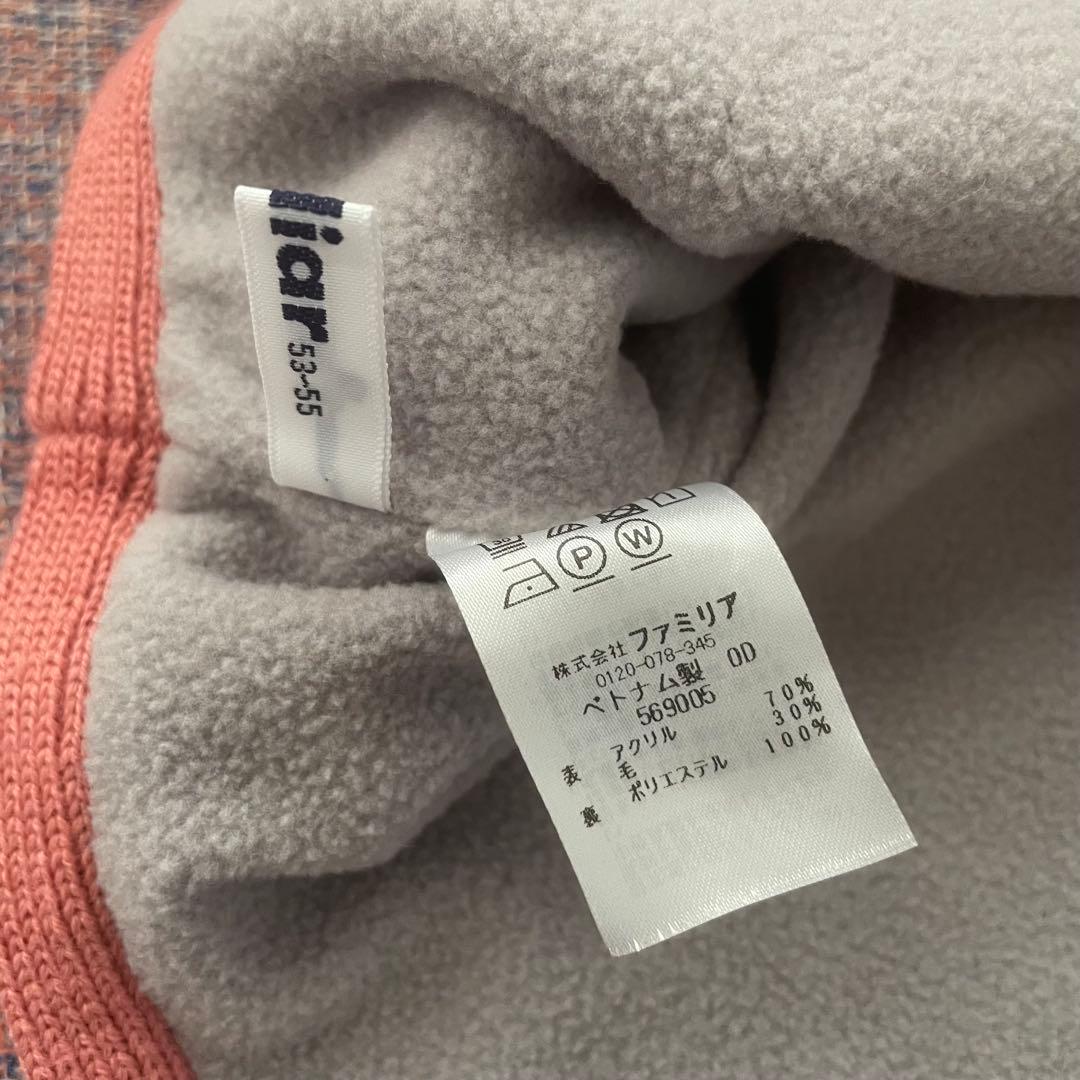 liar
53-55
30
P W
株式会社ファミリア
0120-078-345
ベトナム製 0D
569005
表 アクリル 70%
毛 30%
裏 ポリエステル 100%